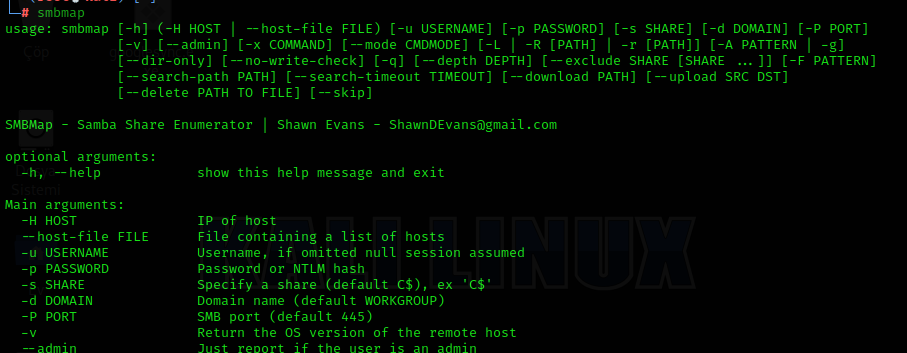 └─# smbmap
usage: smbmap [-h] (-H HOST | --host-file FILE) [-u USERNAME] [-p PASSWORD] [-s SHARE] [-d DOMAIN] [-P PORT]
[-v] [--admin] [-x COMMAND] [--mode CMDMODE] [-L | -R [PATH] | -r [PATH]] [-A PATTERN | -g]
[--dir-only] [--no-write-check] [-q] [--depth DEPTH] [--exclude SHARE [SHARE ...]] [-F PATTERN]
[--search-path PATH] [--search-timeout TIMEOUT] [--download PATH] [--upload SRC DST]
[--delete PATH TO FILE] [--skip]
SMBMap - Samba Share Enumerator | Shawn Evans - ShawnDEvans@gmail.com
optional arguments:
-h, --help show this help message and exit
Main arguments:
-H HOST IP of host
--host-file FILE File containing a list of hosts
-u USERNAME Username, if omitted null session assumed
-p PASSWORD Password or NTLM hash
-s SHARE Specify a share (default C$), ex 'C$'
-d DOMAIN Domain name (default WORKGROUP)
-P PORT SMB port (default 445)
-v Return the OS version of the remote host
--admin Just report if the user is an admin
LINUX